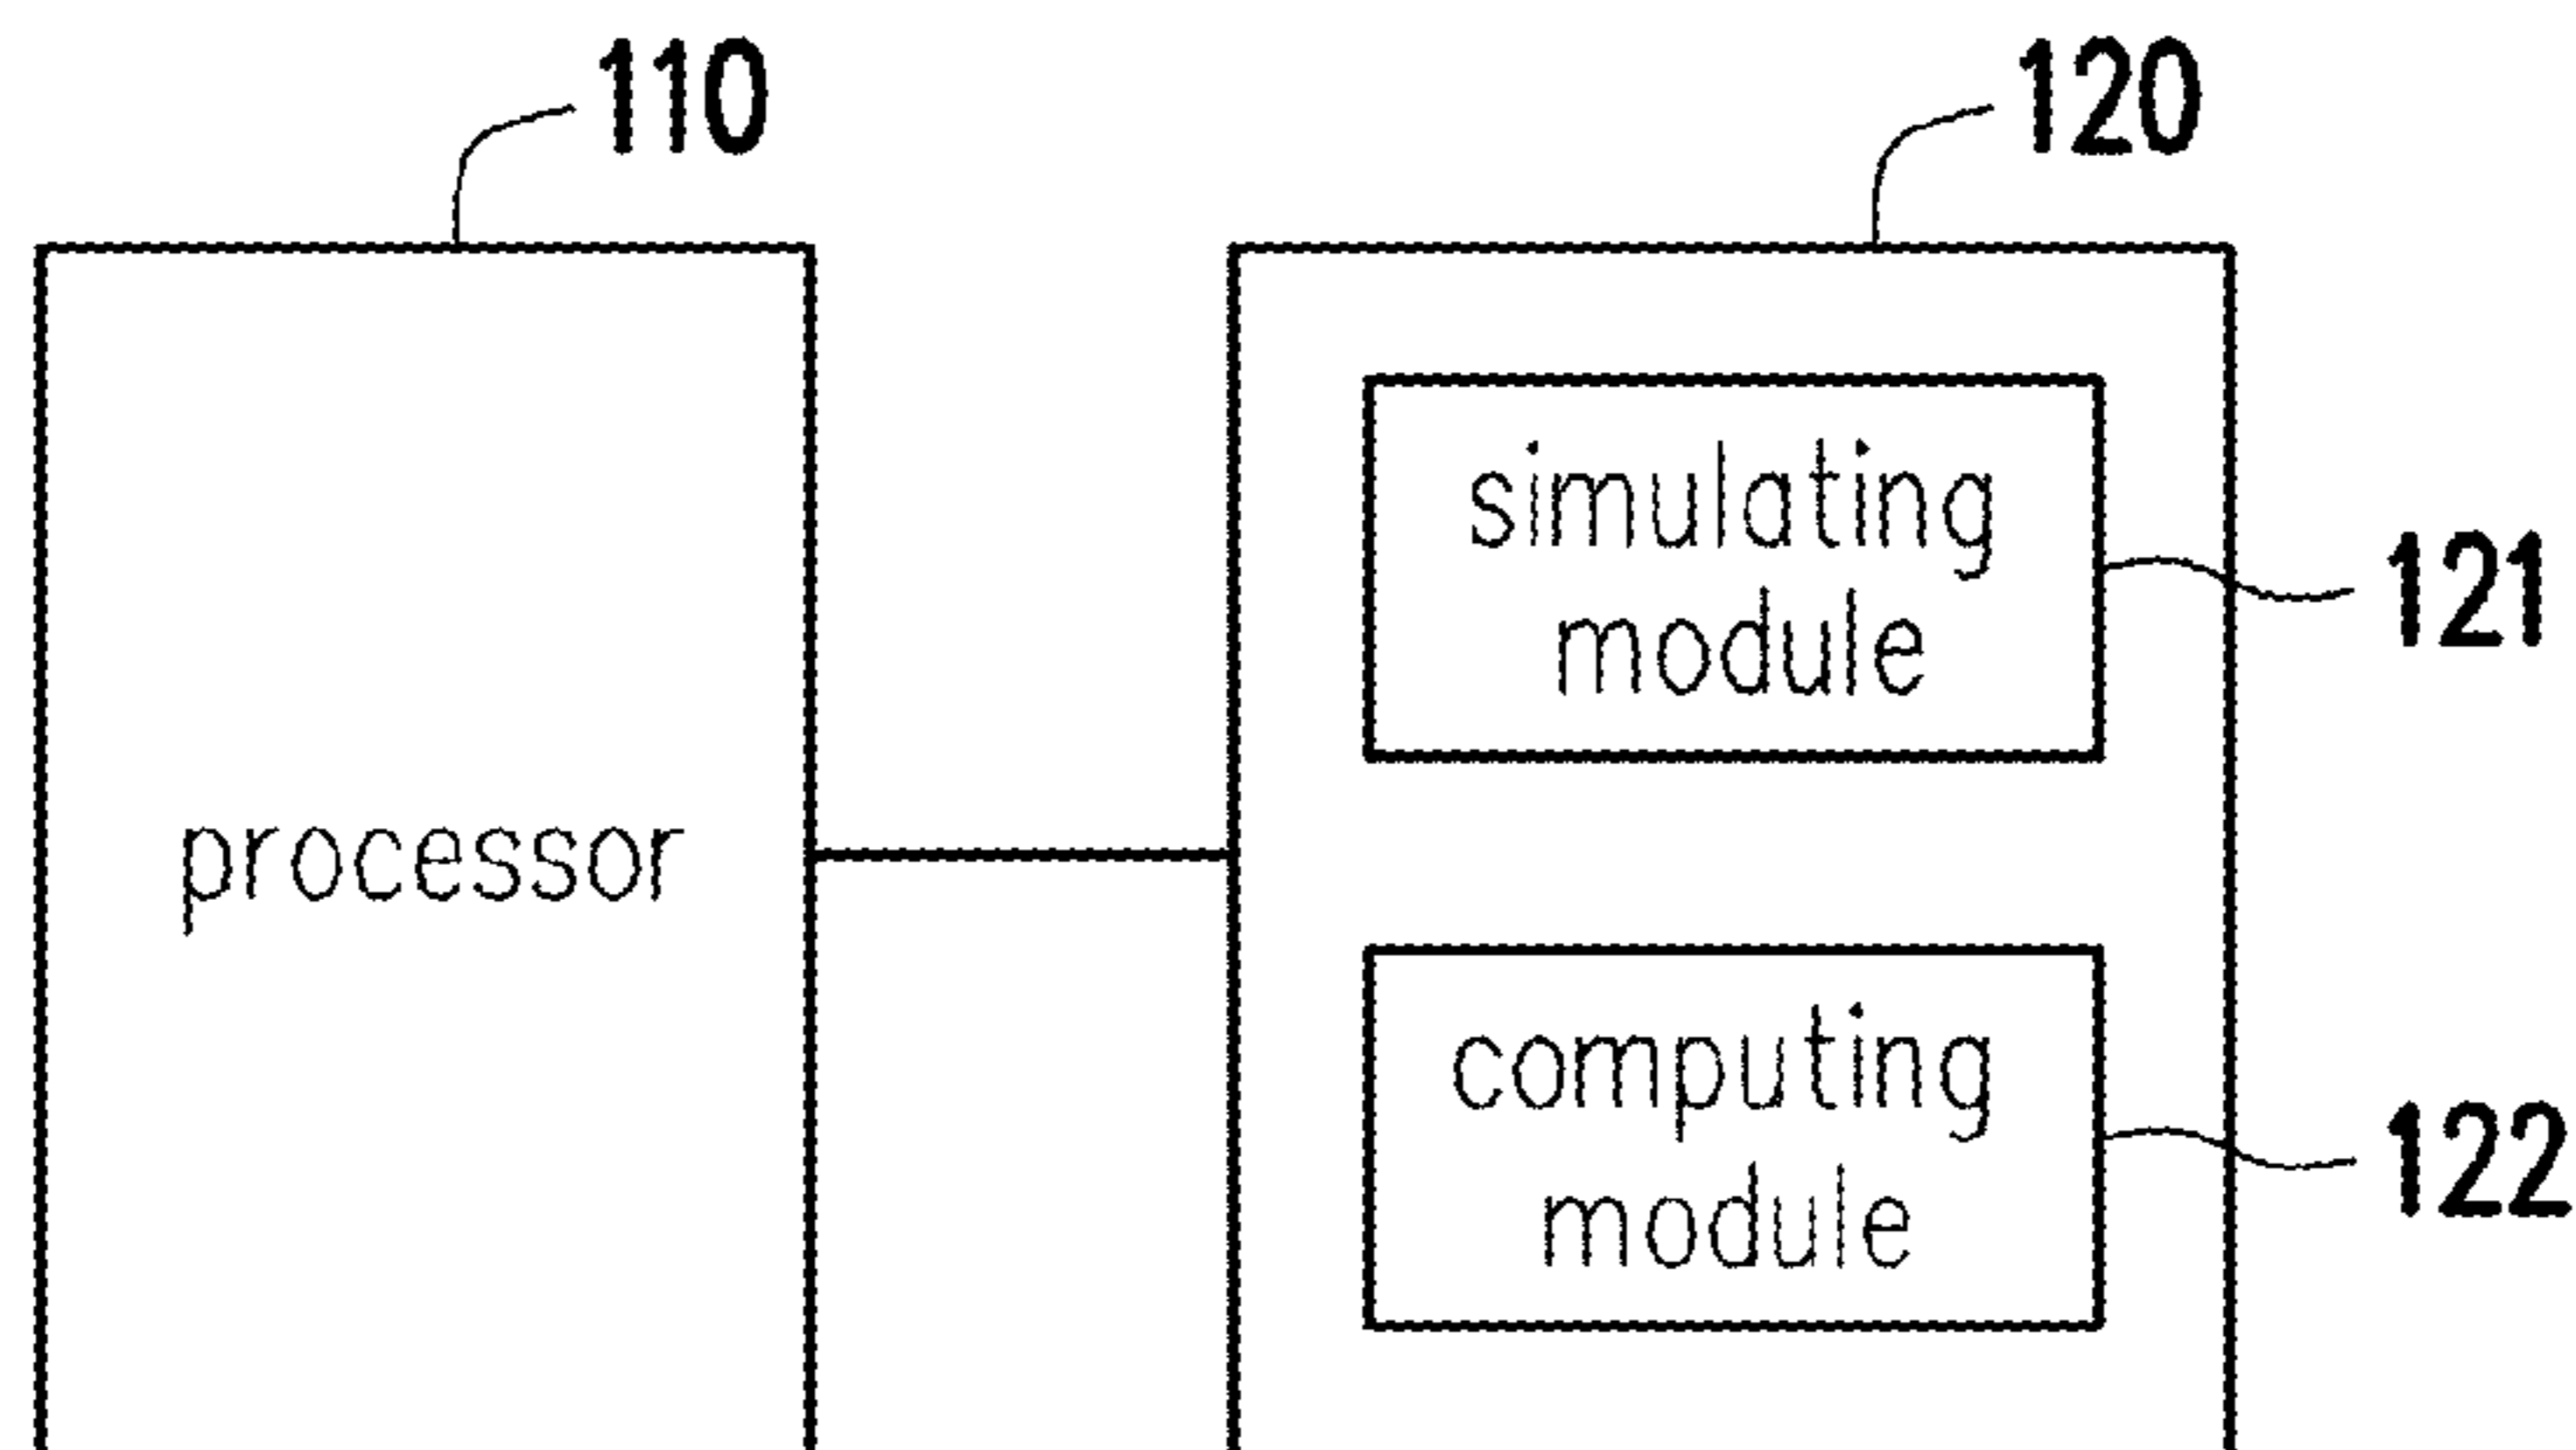 110
120
simulating
module
121
processor
computing
module
122